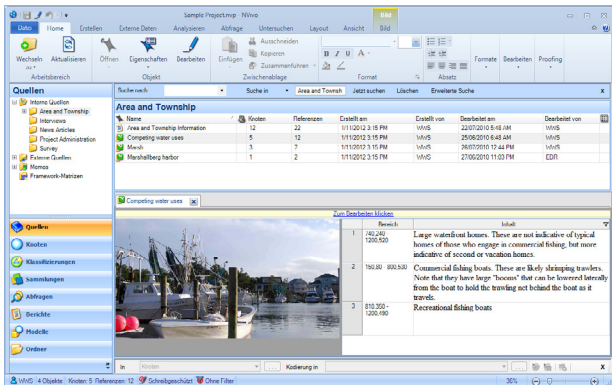 Sample Project.nvp - NVivo
Bild
Datei Home Erstellen Externe Daten Analysieren Abfrage Untersuchen Layout Ansicht Bild
Wechseln zu Aktualisieren Öffnen Eigenschaften Bearbeiten Einfügen Ausschneiden
Kopieren
Zusammenführen
Formate Bearbeiten Proofing
Arbeitsbereich Objekt Zwischenablage Format Absatz
Quellen
Suche nach Suche in Area and Townsh Jetzt suchen Löschen Erweiterte Suche x
Interne Quellen
Area and Township
Interviews
News Articles
Project Administration
Survey
Externe Quellen
Memos
Framework-Matrizen
Area and Township
Name Knoten Referenzen Erstellt am Erstellt von Bearbeitet am Bearbeitet von
Area and Township Information 12 22 1/11/2012 3:15 PM WWS 22/07/2010 5:48 AM WWS
Competing water uses 5 12 1/11/2012 3:15 PM WWS 25/06/2010 6:48 AM WWS
Marsh 3 7 1/11/2012 3:15 PM WWS 26/07/2010 12:44 PM WWS
Marshallberg harbor 1 2 1/11/2012 3:15 PM WWS 27/06/2010 11:03 PM EDR
Competing water uses
Zum Bearbeiten klicken
Quellen
Knoten
Klassifizierungen
Sammlungen
Abfragen
Berichte
Modelle
Ordner
Bereich Inhalt
1 740,240 - 1200,520 Large waterfront homes. These are not indicative of typical
homes of those who engage in commercial fishing, but more
indicative of second or vacation homes.
2 150,80 - 800,530 Commercial fishing boats. These are likely shrimping trawlers.
Note that they have large "booms" that can be lowered laterally
from the boat to hold the trawling net behind the boat as it
travels.
3 810,350 - 1200,490 Recreational fishing boats
In Knoten Kodierung in x
WWS 4 Objekte Knoten: 5 Referenzen: 12 Schreibgeschützt Ohne Filter 30%